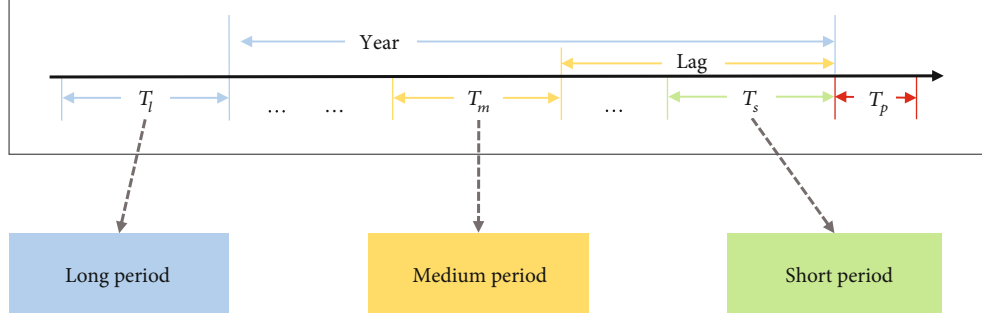 Year
Lag
T_l
... ...
T_m
...
T_s
T_p
Long period
Medium period
Short period